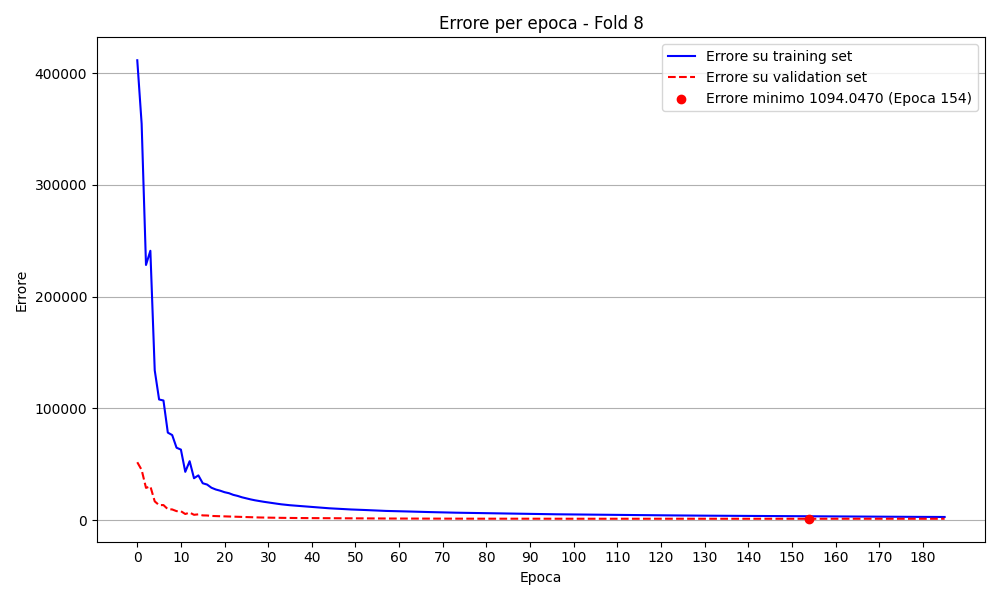 Errore per epoca - Fold 8
Errore su training set
Errore su validation set
Errore minimo 1094.0470 (Epoca 154)
400000
300000
200000
100000
0
Errore
0 10 20 30 40 50 60 70 80 90 100 110 120 130 140 150 160 170 180
Epoca